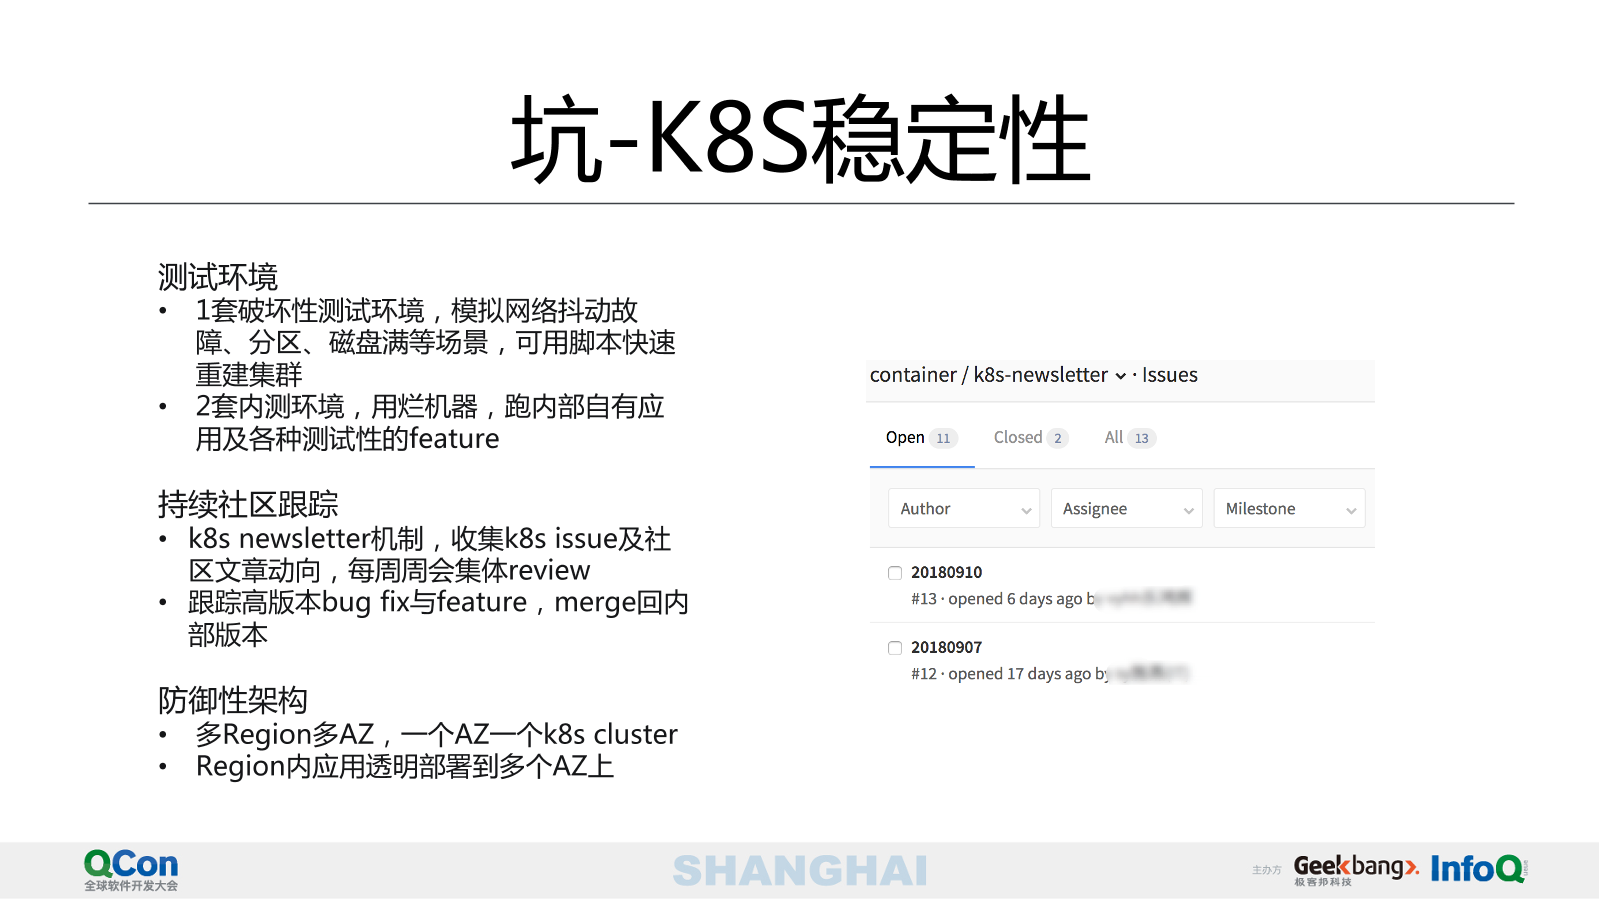 坑-K8S稳定性
测试环境
• 1套破坏性测试环境，模拟网络抖动故
障、分区、磁盘满等场景，可用脚本快速
重建集群
• 2套内测环境，用烂机器，跑内部自有应
用及各种测试性的feature
持续社区跟踪
• k8s newsletter机制，收集k8s issue及社
区文章动向，每周周会集体review
• 跟踪高版本bug fix与feature，merge回内
部版本
防御性架构
• 多Region多AZ，一个AZ一个k8s cluster
• Region内应用透明部署到多个AZ上
container / k8s-newsletter · Issues
Open 11 Closed 2 All 13
Author Assignee Milestone
20180910
#13 · opened 6 days ago by
20180907
#12 · opened 17 days ago by
QCon
全球软件开发大会
SHANGHAI
主办方
Geekbang>.
极客邦科技
InfoQ